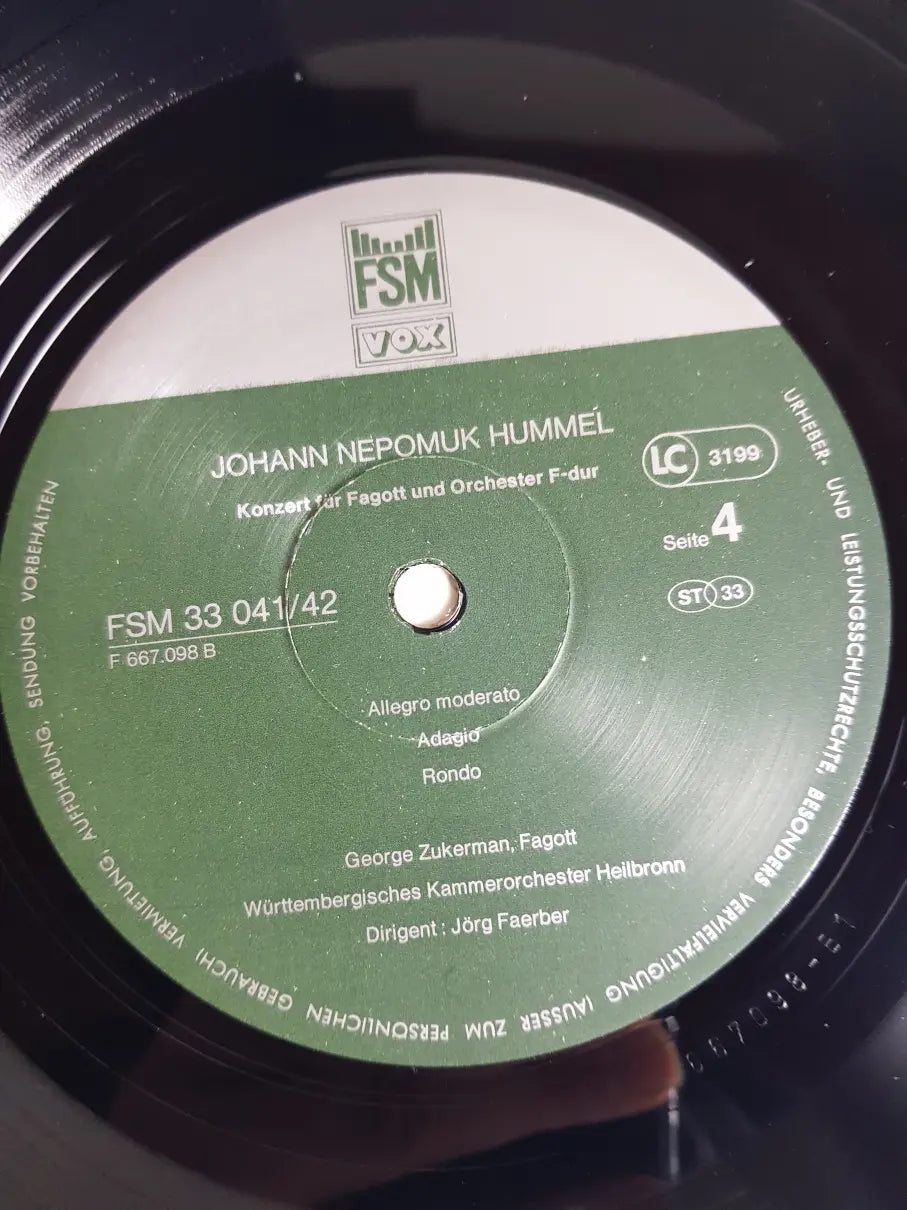 FSM
VOX
JOHANN NEPOMUK HUMMEL
Konzert für Fagott und Orchester F-dur
LC 3199
Seite 4
ST 33
FSM 33 041/42
F 667.098 B
Allegro moderato
Adagio
Rondo
George Zukerman, Fagott
Württembergisches Kammerorchester Heilbronn
Dirigent : Jörg Faerber
URHEBER- UND LEISTUNGSSCHUTZRECHTE, BESONDERS VERVIELFÄLTIGUNG (AUSSER ZUM PERSÖNLICHEN GEBRAUCH) VERMIETUNG, AUFFÜHRUNG, SENDUNG VORBEHALTEN